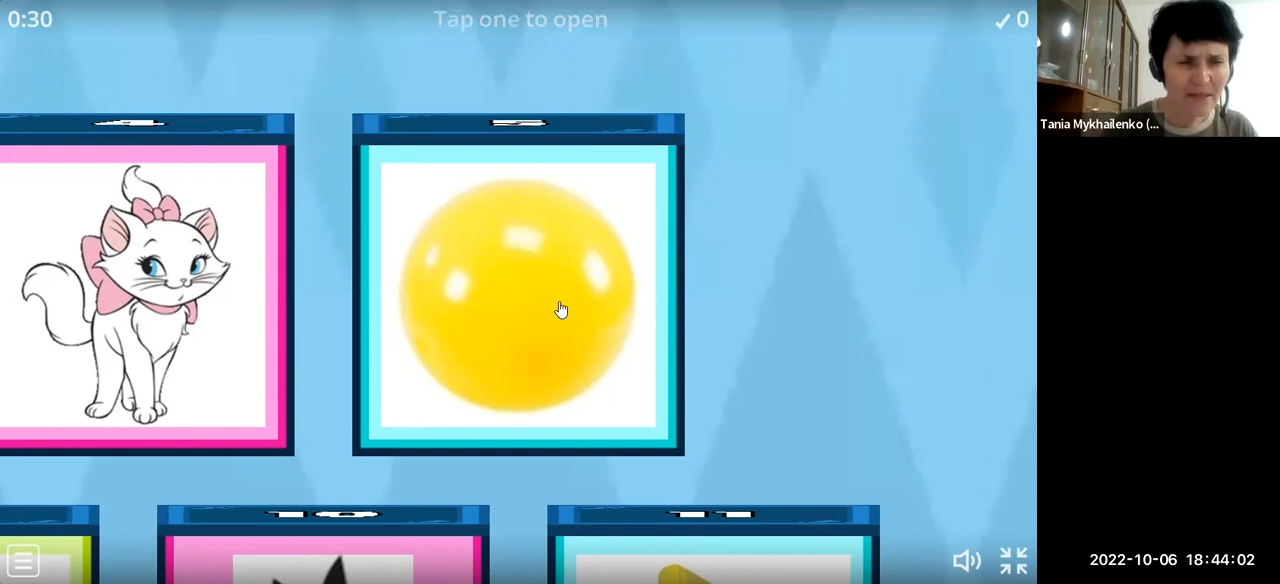 0:30
Tap one to open
✓ 0
Tania Mykhailenko (...
2022-10-06 18:44:02